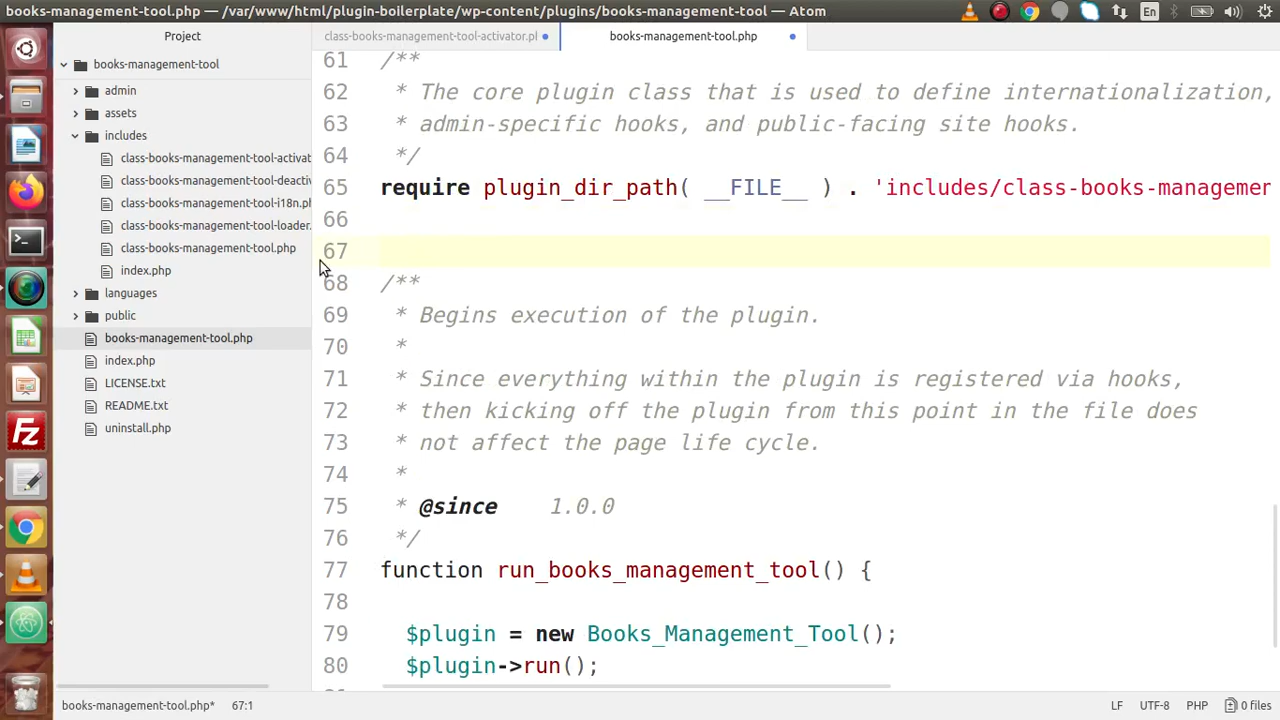 books-management-tool.php — /var/www/html/plugin-boilerplate/wpcontent/plugins/books-management-tool — Atom
En
Project
class-books-management-tool-activator.pl
books-management-tool.php
books-management-tool
admin
assets
includes
class-books-management-tool-activat
class-books-management-tool-deactiv
class-books-management-tool-i18n.ph
class-books-management-tool-loader.
class-books-management-tool.php
index.php
languages
public
books-management-tool.php
index.php
LICENSE.txt
README.txt
uninstall.php
61 /**
62 * The core plugin class that is used to define internationalization,
63 * admin-specific hooks, and public-facing site hooks.
64 */
65 require plugin_dir_path( __FILE__ ) . 'includes/class-books-managemen
66
67
68 /**
69 * Begins execution of the plugin.
70 *
71 * Since everything within the plugin is registered via hooks,
72 * then kicking off the plugin from this point in the file does
73 * not affect the page life cycle.
74 *
75 * @since 1.0.0
76 */
77 function run_books_management_tool() {
78
79 $plugin = new Books_Management_Tool();
80 $plugin->run();
books-management-tool.php* 67:1
LF UTF-8 PHP 0 files